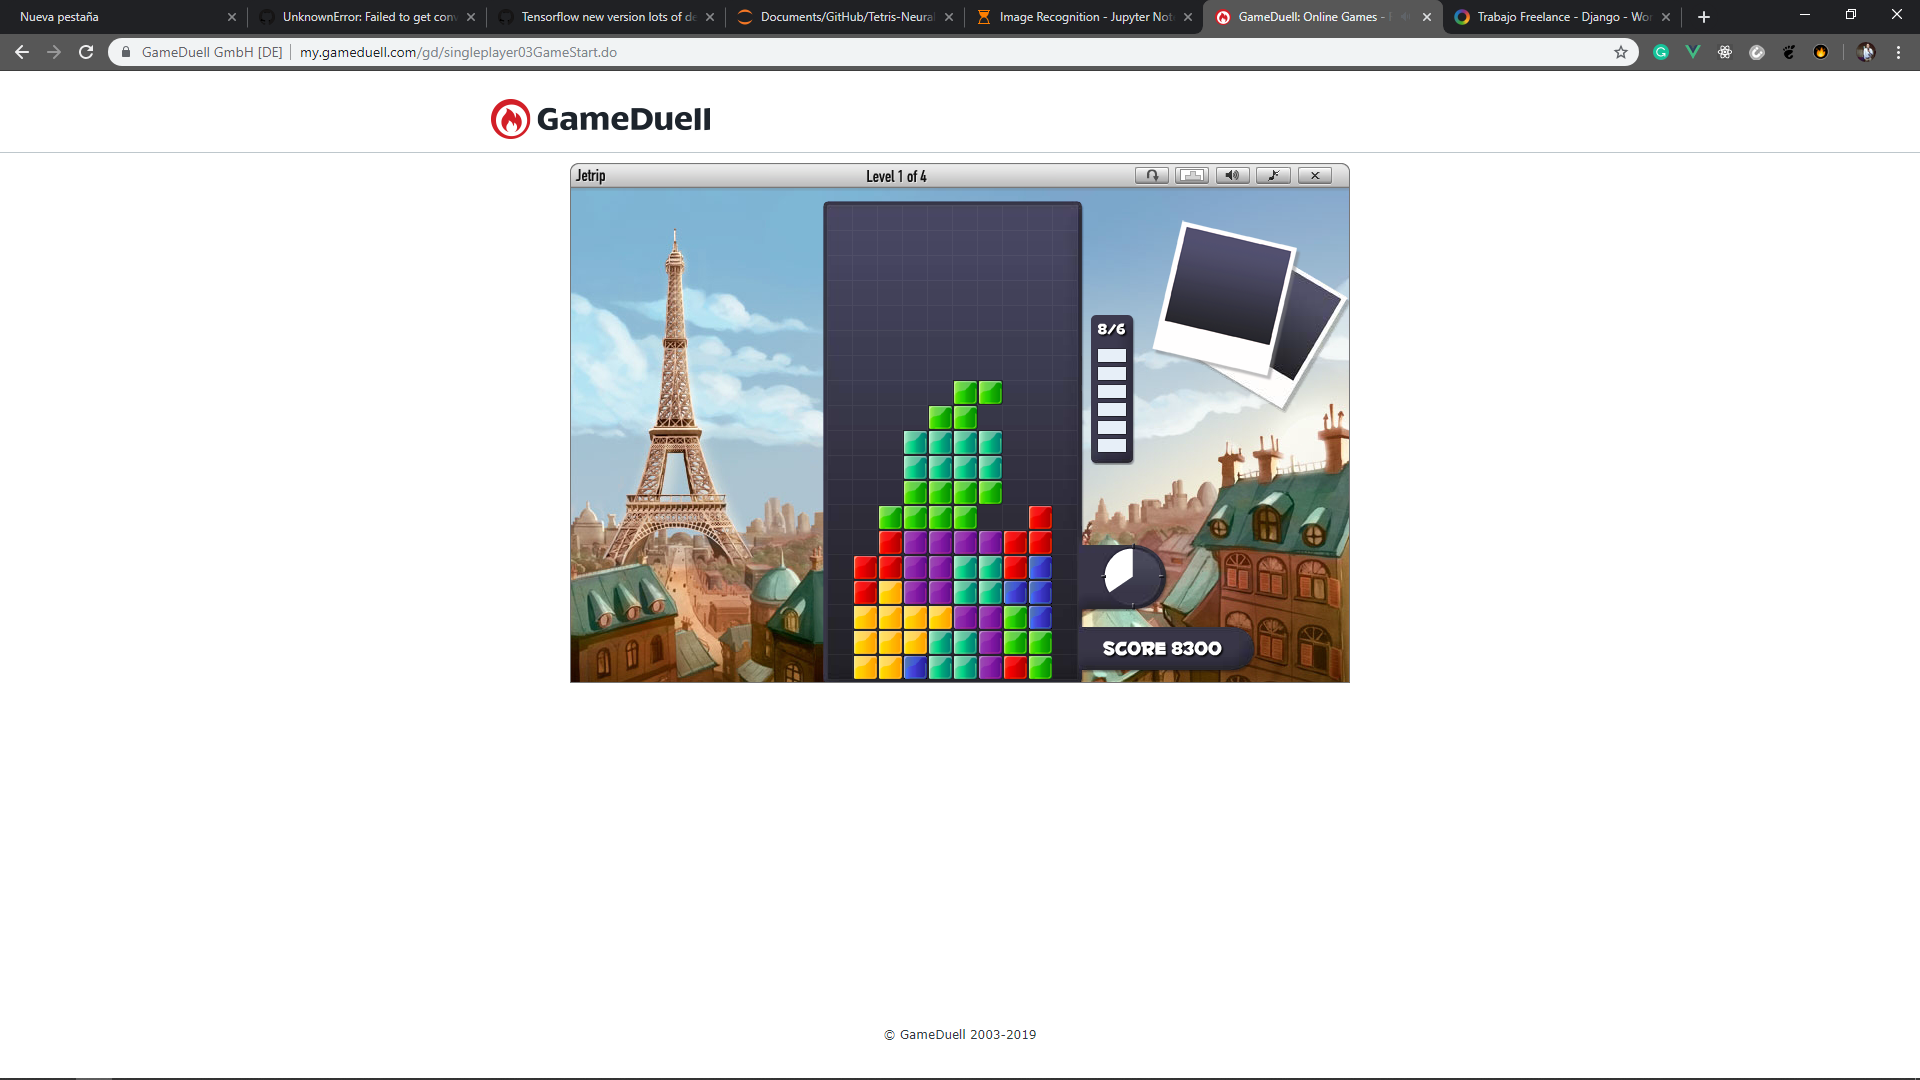 Nueva pestaña
UnknownError: Failed to get con
Tensorflow new version lots of de
Documents/GitHub/Tetris-Neural
Image Recognition - Jupyter Not
GameDuell: Online Games -
Trabajo Freelance - Django - Wo
GameDuell GmbH [DE] my.gameduell.com/gd/singleplayer03GameStart.do
GameDuell
Jetrip
Level 1 of 4
8/6
SCORE 8300
© GameDuell 2003-2019